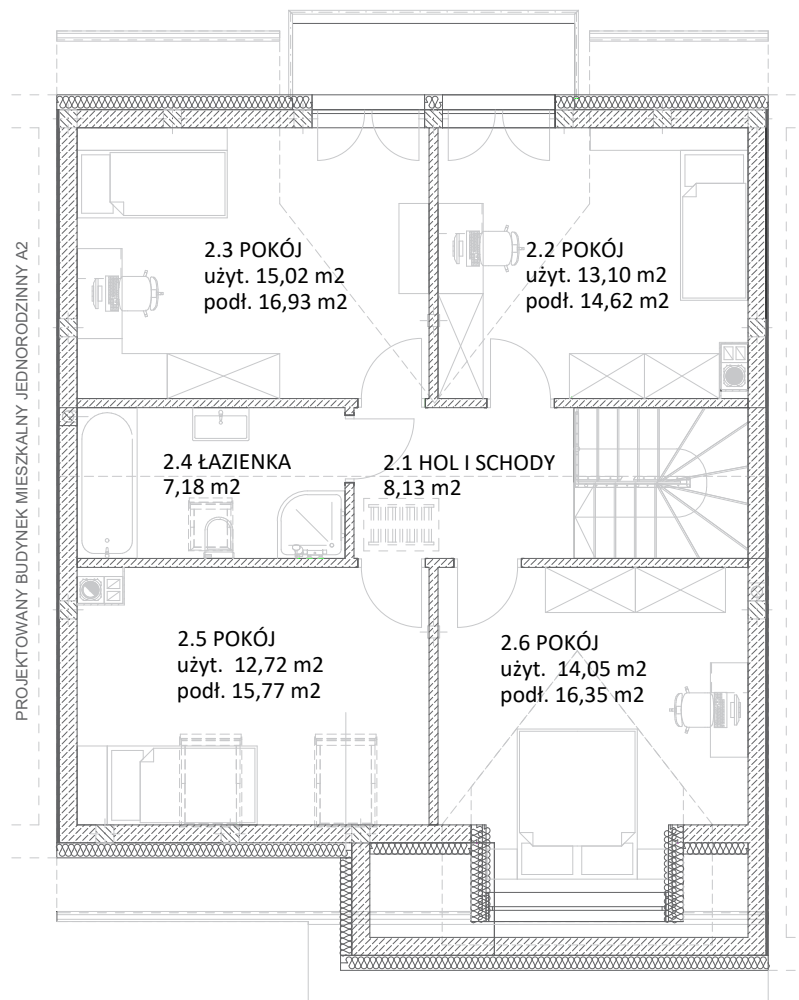 2.3 POKÓJ
użyt. 15,02 m2
podł. 16,93 m2
2.2 POKÓJ
użyt. 13,10 m2
podł. 14,62 m2
PROJEKTOWANY BUDYNEK MIESZKALNY JEDNORODZINNY A2
2.4 ŁAZIENKA
7,18 m2
2.1 HOL I SCHODY
8,13 m2
2.5 POKÓJ
użyt. 12,72 m2
podł. 15,77 m2
2.6 POKÓJ
użyt. 14,05 m2
podł. 16,35 m2